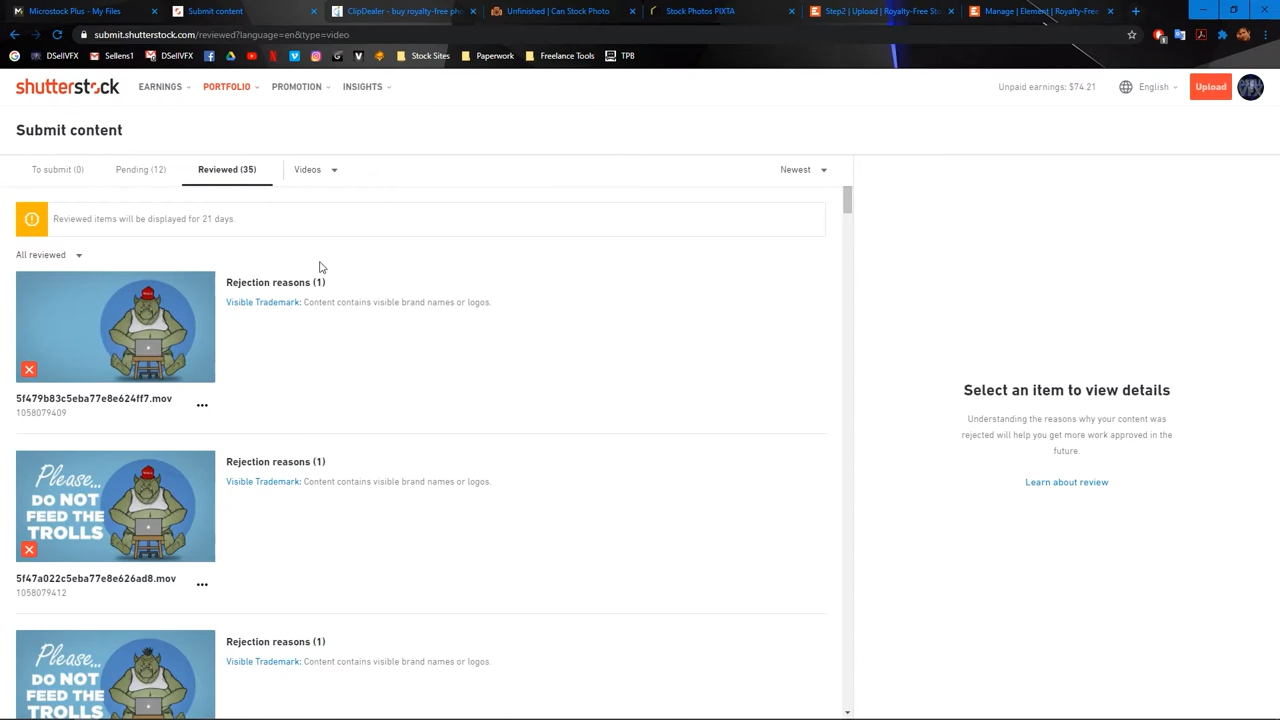 Microstock Plus - My Files
Submit content
ClipDealer - buy royalty-free ph
Unfinished | Can Stock Photo
Stock Photos PIXTA
Step2 | Upload | Royalty-Free St
Manage | Element | Royalty-Free
submit.shutterstock.com/reviewed?language=en&type=video
DSellVFX
Sellens1
DSellVFX
Stock Sites
Paperwork
Freelance Tools
TPB
shutterstock
EARNINGS
PORTFOLIO
PROMOTION
INSIGHTS
Unpaid earnings: $74.21
English
Upload
Submit content
To submit (0)
Pending (12)
Reviewed (35)
Videos
Newest
Reviewed items will be displayed for 21 days.
All reviewed
Rejection reasons (1)
Visible Trademark: Content contains visible brand names or logos.
5f479b83c5eba77e8e624ff7.mov
1058079409
Please...
DO NOT
FEED THE
TROLLS
Rejection reasons (1)
Visible Trademark: Content contains visible brand names or logos.
5f47a022c5eba77e8e626ad8.mov
1058079412
Please...
DO NOT
FEED THE
TROLLS
Rejection reasons (1)
Visible Trademark: Content contains visible brand names or logos.
Select an item to view details
Understanding the reasons why your content was
rejected will help you get more work approved in the
future.
Learn about review